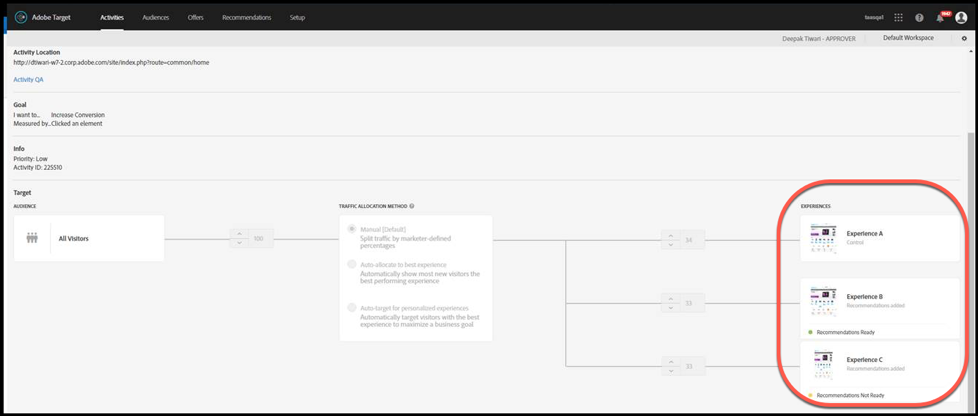 Adobe Target
Activities
Audiences
Offers
Recommendations
Setup
Deepak Tiwari - APPROVER
Default Workspace
Activity Location
http://dtiwari-w7-2.corp.adobe.com/site/index.php?route=common/home
Activity QA
Goal
I want to.. Increase Conversion
Measured by..Clicked an element
Info
Priority: Low
Activity ID: 225510
Target
AUDIENCE
TRAFFIC ALLOCATION METHOD
EXPERIENCES
All Visitors
100
Manual [Default]
Split traffic by marketer-defined
percentages
Auto-allocate to best experience
Automatically show most new visitors the
best performing experience
Auto-target for personalized experiences
Automatically target visitors with the best
experience to maximize a business goal
34
33
33
Experience A
Control
Experience B
Recommendations added
Recommendations Ready
Experience C
Recommendations added
Recommendations Not Ready